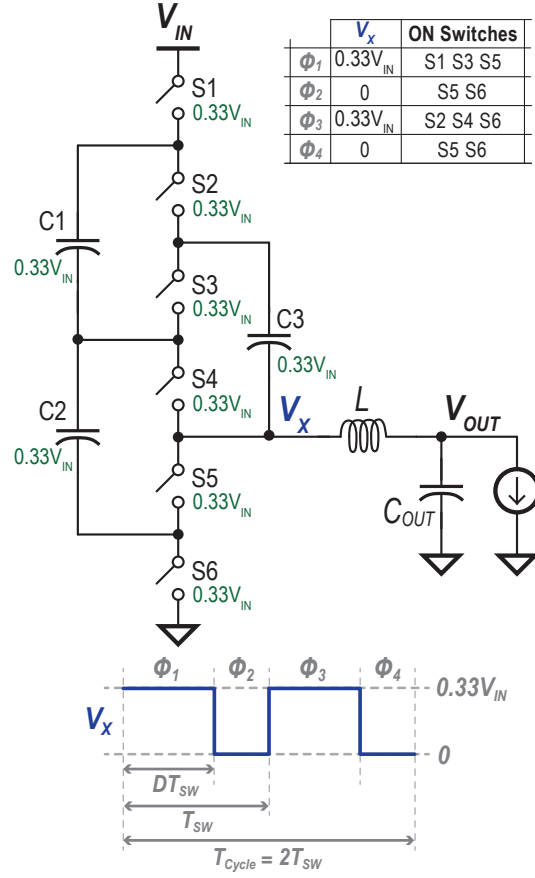 V_IN
V_X ON Switches
Φ1 0.33V_IN S1 S3 S5
Φ2 0 S5 S6
Φ3 0.33V_IN S2 S4 S6
Φ4 0 S5 S6
S1
0.33V_IN
S2
0.33V_IN
C1
0.33V_IN
S3
0.33V_IN
C3
0.33V_IN
S4
0.33V_IN
C2
0.33V_IN
V_X
L
V_OUT
S5
0.33V_IN
C_OUT
S6
0.33V_IN
Φ1 Φ2 Φ3 Φ4
0.33V_IN
V_X
0
DT_SW
T_SW
T_Cycle = 2T_SW